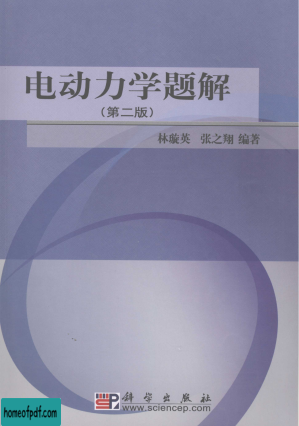 电动力学题解
(第二版)
林璇英 张之翔 编著
科学出版社
www.sciencep.com
homeofpdf.com